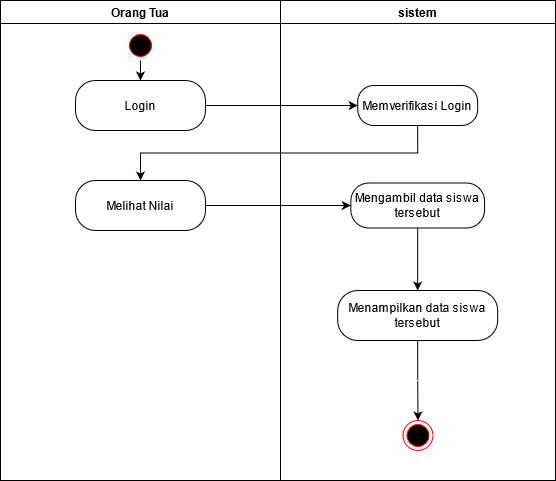 Orang Tua
sistem
Login
Memverifikasi Login
Melihat Nilai
Mengambil data siswa
tersebut
Menampilkan data siswa
tersebut